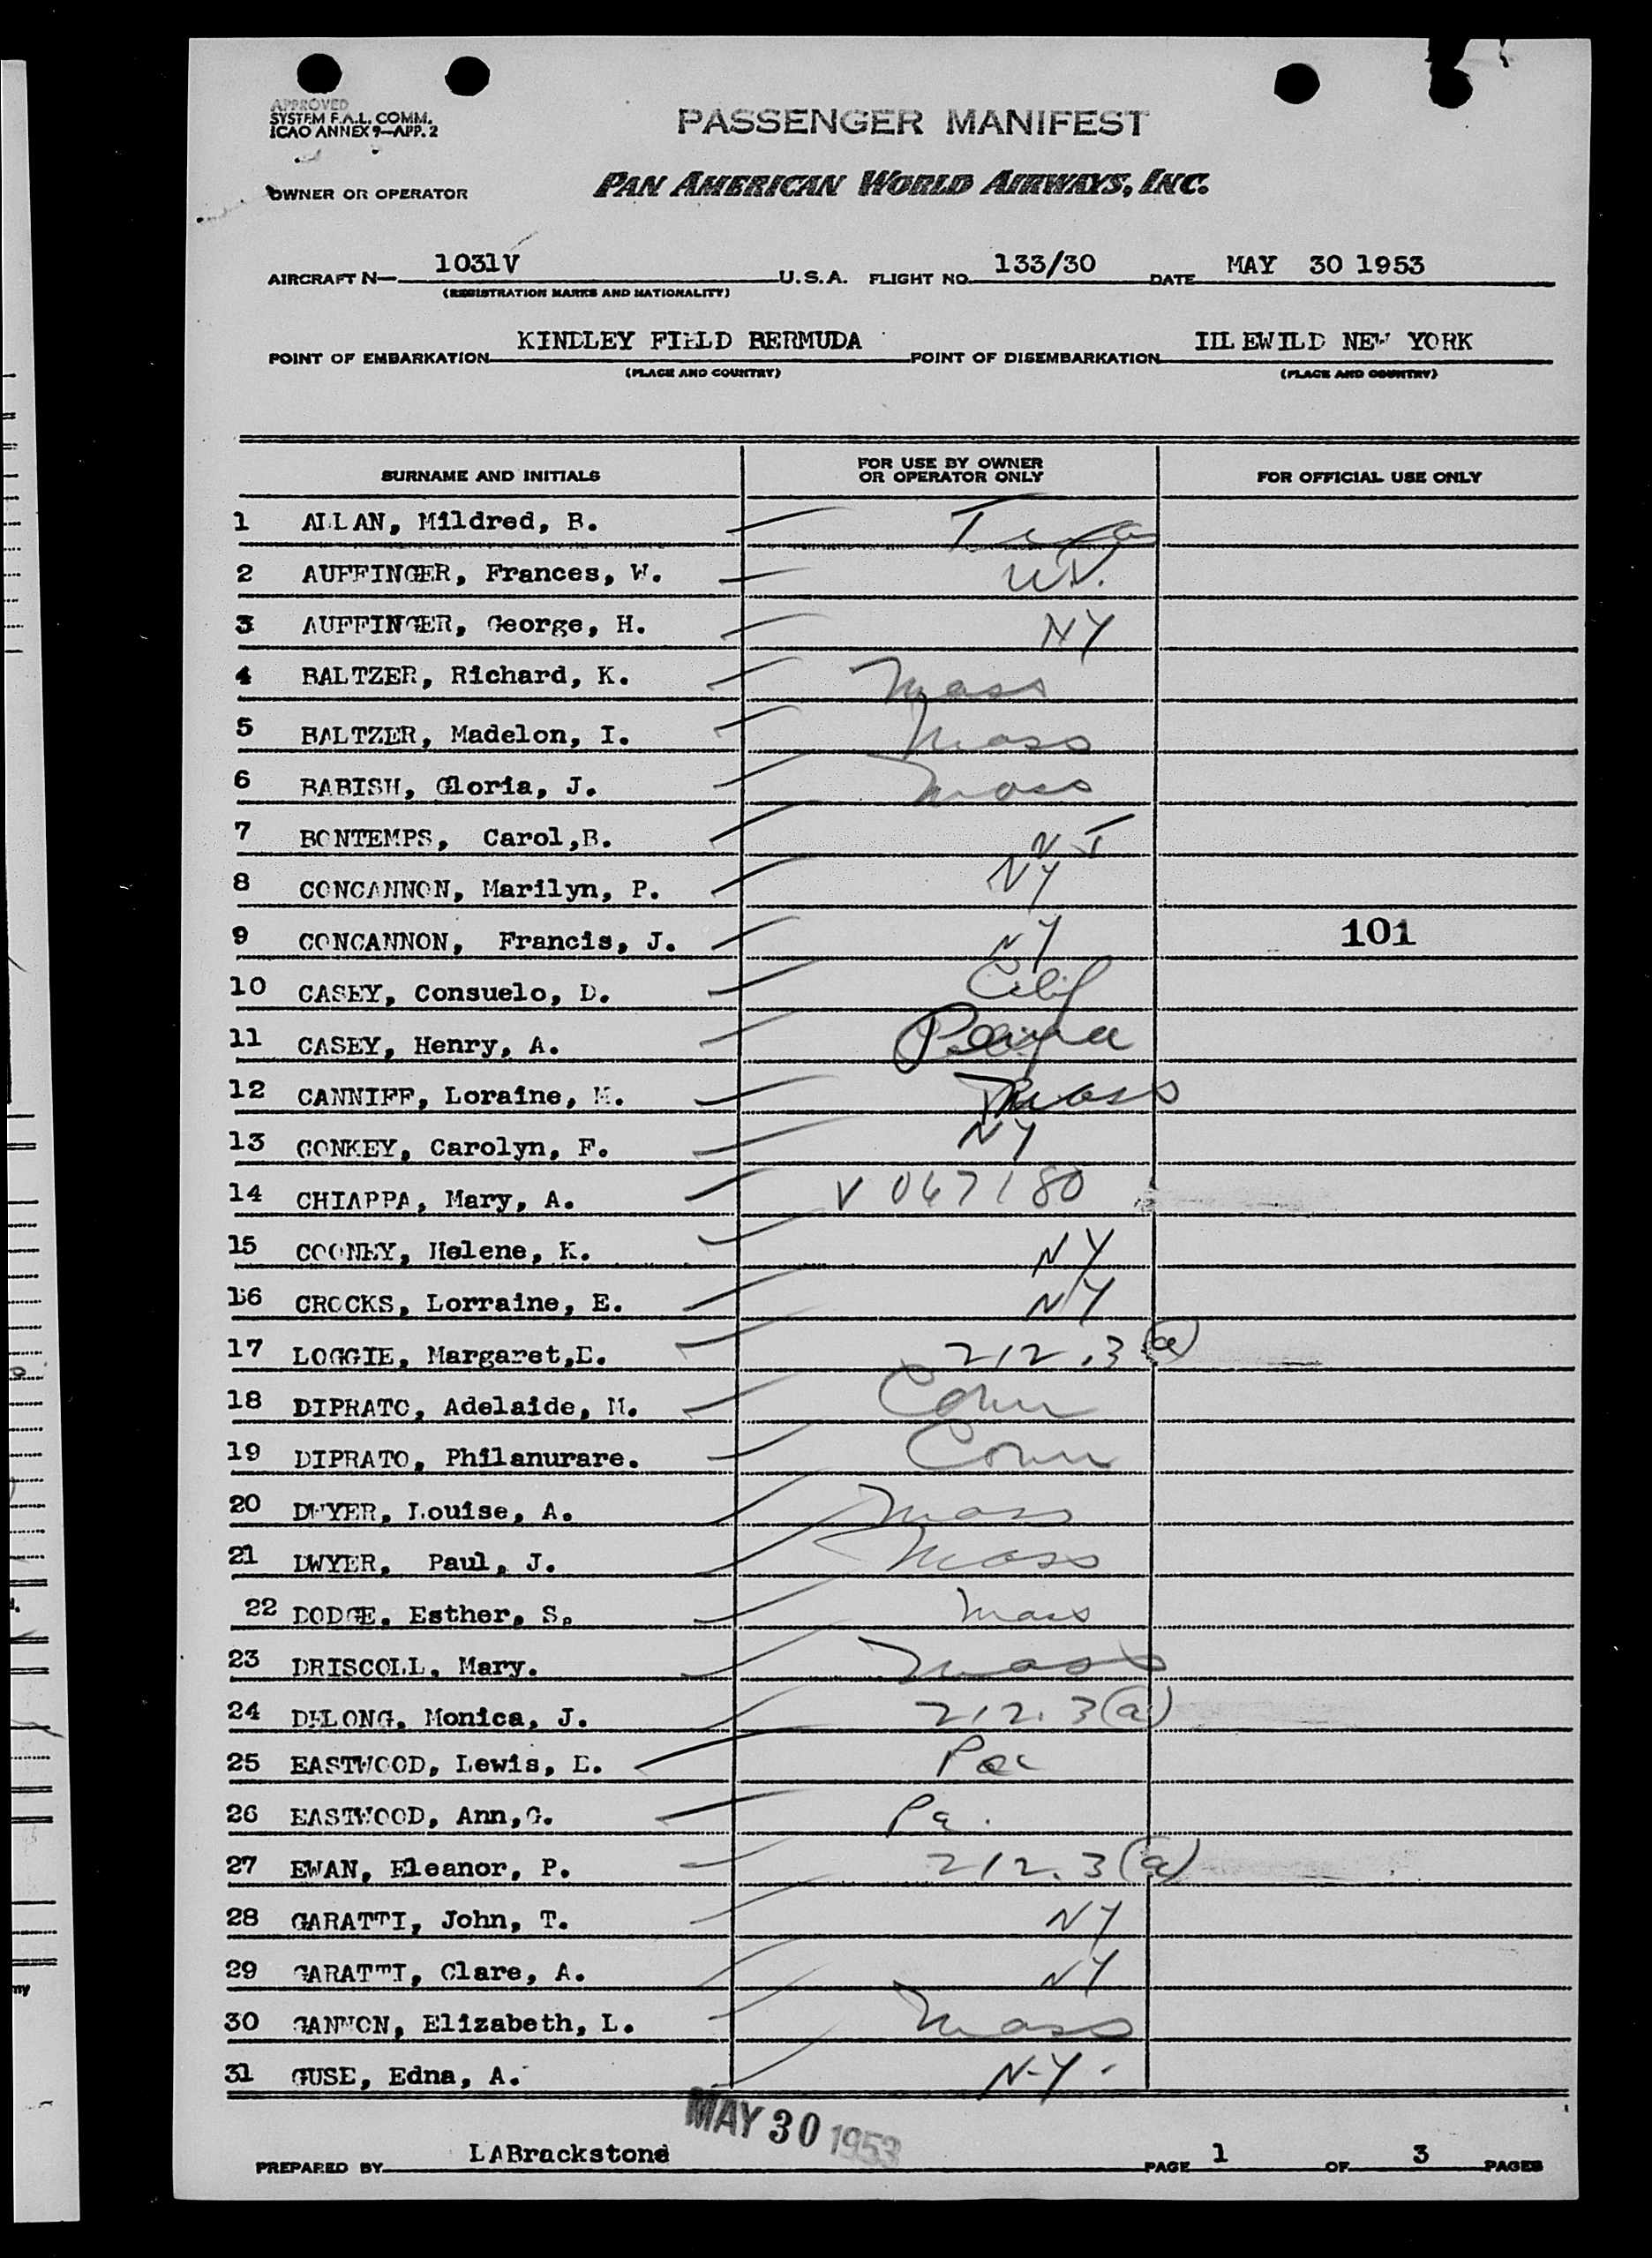 APPROVED
SYSTEM F.A.L. COMM.
ICAO ANNEX 9—APP. 2
PASSENGER MANIFEST
OWNER OR OPERATOR PAN AMERICAN WORLD AIRWAYS, INC.
AIRCRAFT N— 1031V U.S.A. FLIGHT NO. 133/30 DATE MAY 30 1953
(REGISTRATION MARKS AND NATIONALITY)
POINT OF EMBARKATION KINDLEY FIELD BERMUDA POINT OF DISEMBARKATION IDLEWILD NEW YORK
(PLACE AND COUNTRY) (PLACE AND COUNTRY)
SURNAME AND INITIALS FOR USE BY OWNER OR OPERATOR ONLY FOR OFFICIAL USE ONLY
1 ALLAN, Mildred, B.
2 AUFFINGER, Frances, W.
3 AUFFINGER, George, H. NY
4 BALTZER, Richard, K. Mass
5 BALTZER, Madelon, I. Mass
6 BABISH, Gloria, J. Mass
7 BONTEMPS, Carol,B. NJ
8 CONCANNON, Marilyn, P. NY
9 CONCANNON, Francis, J. NY 101
10 CASEY, Consuelo, D. Calif
11 CASEY, Henry, A.
12 CANNIFF, Loraine, M. Mass
13 CONKEY, Carolyn, F. NY
14 CHIAPPA, Mary, A. V 067180
15 COONEY, Helene, K. NY
16 CROCKS, Lorraine, E. NY
17 LOGGIE, Margaret,D. 212.3(a)
18 DIPRATO, Adelaide, M. Conn
19 DIPRATO, Philanurare. Conn
20 DWYER, Louise, A. Mass
21 DWYER, Paul, J. Mass
22 DODGE, Esther, S. Mass
23 DRISCOLL, Mary. Mass
24 DELONG, Monica, J. 212.3(a)
25 EASTWOOD, Lewis, E. Pa
26 EASTWOOD, Ann,G. Pa.
27 EWAN, Eleanor, P. 212.3(a)
28 GARATTI, John, T. NY
29 GARATTI, Clare, A. NY
30 GANNON, Elizabeth, L. Mass
31 GUSE, Edna, A. N.Y.
MAY 30 1953
PREPARED BY LABrackstone PAGE 1 OF 3 PAGES